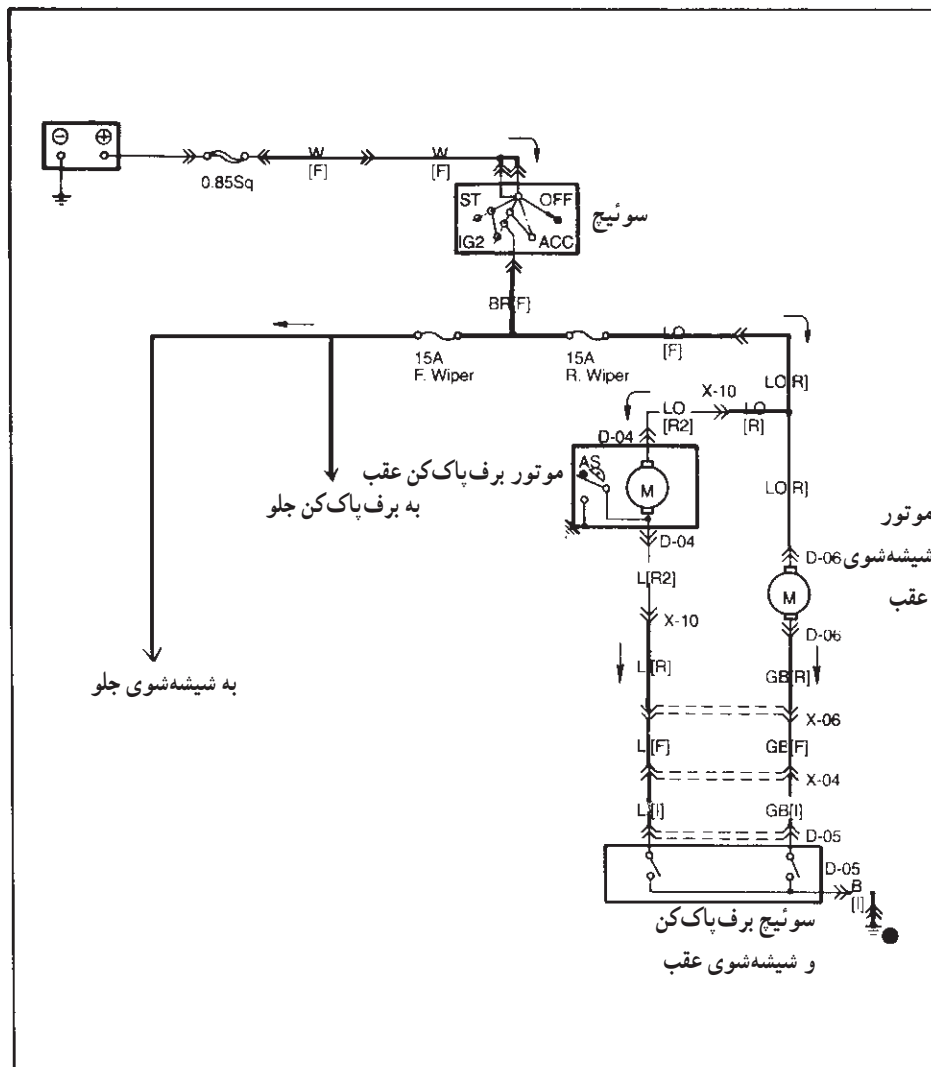 ⊖ ⊕
0.85Sq
W
[F]
W
[F]
ST OFF
IG2 ACC
سوئیچ
BR[F]
15A
F. Wiper
15A
R. Wiper
LO
[F]
LO[R]
X-10
LO
[R2]
LO
[R]
D-04
AS
M
موتور برف‌پاک‌کن عقب
D-04
به برف‌پاک‌کن جلو
LO[R]
موتور
شیشه‌شوی
عقب
D-06
M
D-06
L[R2]
X-10
L[R]
GB[R]
به شیشه‌شوی جلو
X-06
L[F]
GB[F]
X-04
L[I]
GB[I]
D-05
D-05
B
[I]
سوئیچ برف‌پاک‌کن
و شیشه‌شوی عقب